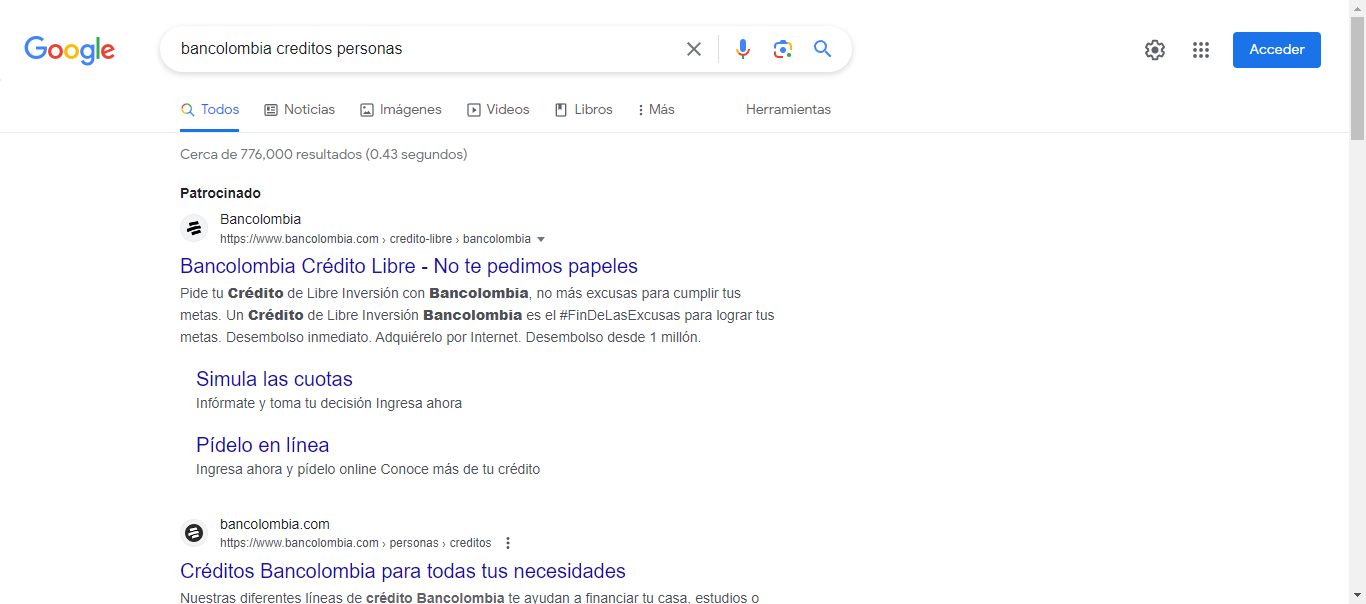 Google
bancolombia creditos personas
Acceder
Todos
Noticias
Imágenes
Videos
Libros
Más
Herramientas
Cerca de 776,000 resultados (0.43 segundos)
Patrocinado
Bancolombia
https://www.bancolombia.com › credito-libre › bancolombia
Bancolombia Crédito Libre - No te pedimos papeles
Pide tu Crédito de Libre Inversión con Bancolombia, no más excusas para cumplir tus
metas. Un Crédito de Libre Inversión Bancolombia es el #FinDeLasExcusas para lograr tus
metas. Desembolso inmediato. Adquiérelo por Internet. Desembolso desde 1 millón.
Simula las cuotas
Infórmate y toma tu decisión Ingresa ahora
Pídelo en línea
Ingresa ahora y pídelo online Conoce más de tu crédito
bancolombia.com
https://www.bancolombia.com › personas › creditos
Créditos Bancolombia para todas tus necesidades
Nuestras diferentes líneas de crédito Bancolombia te ayudan a financiar tu casa, estudios o